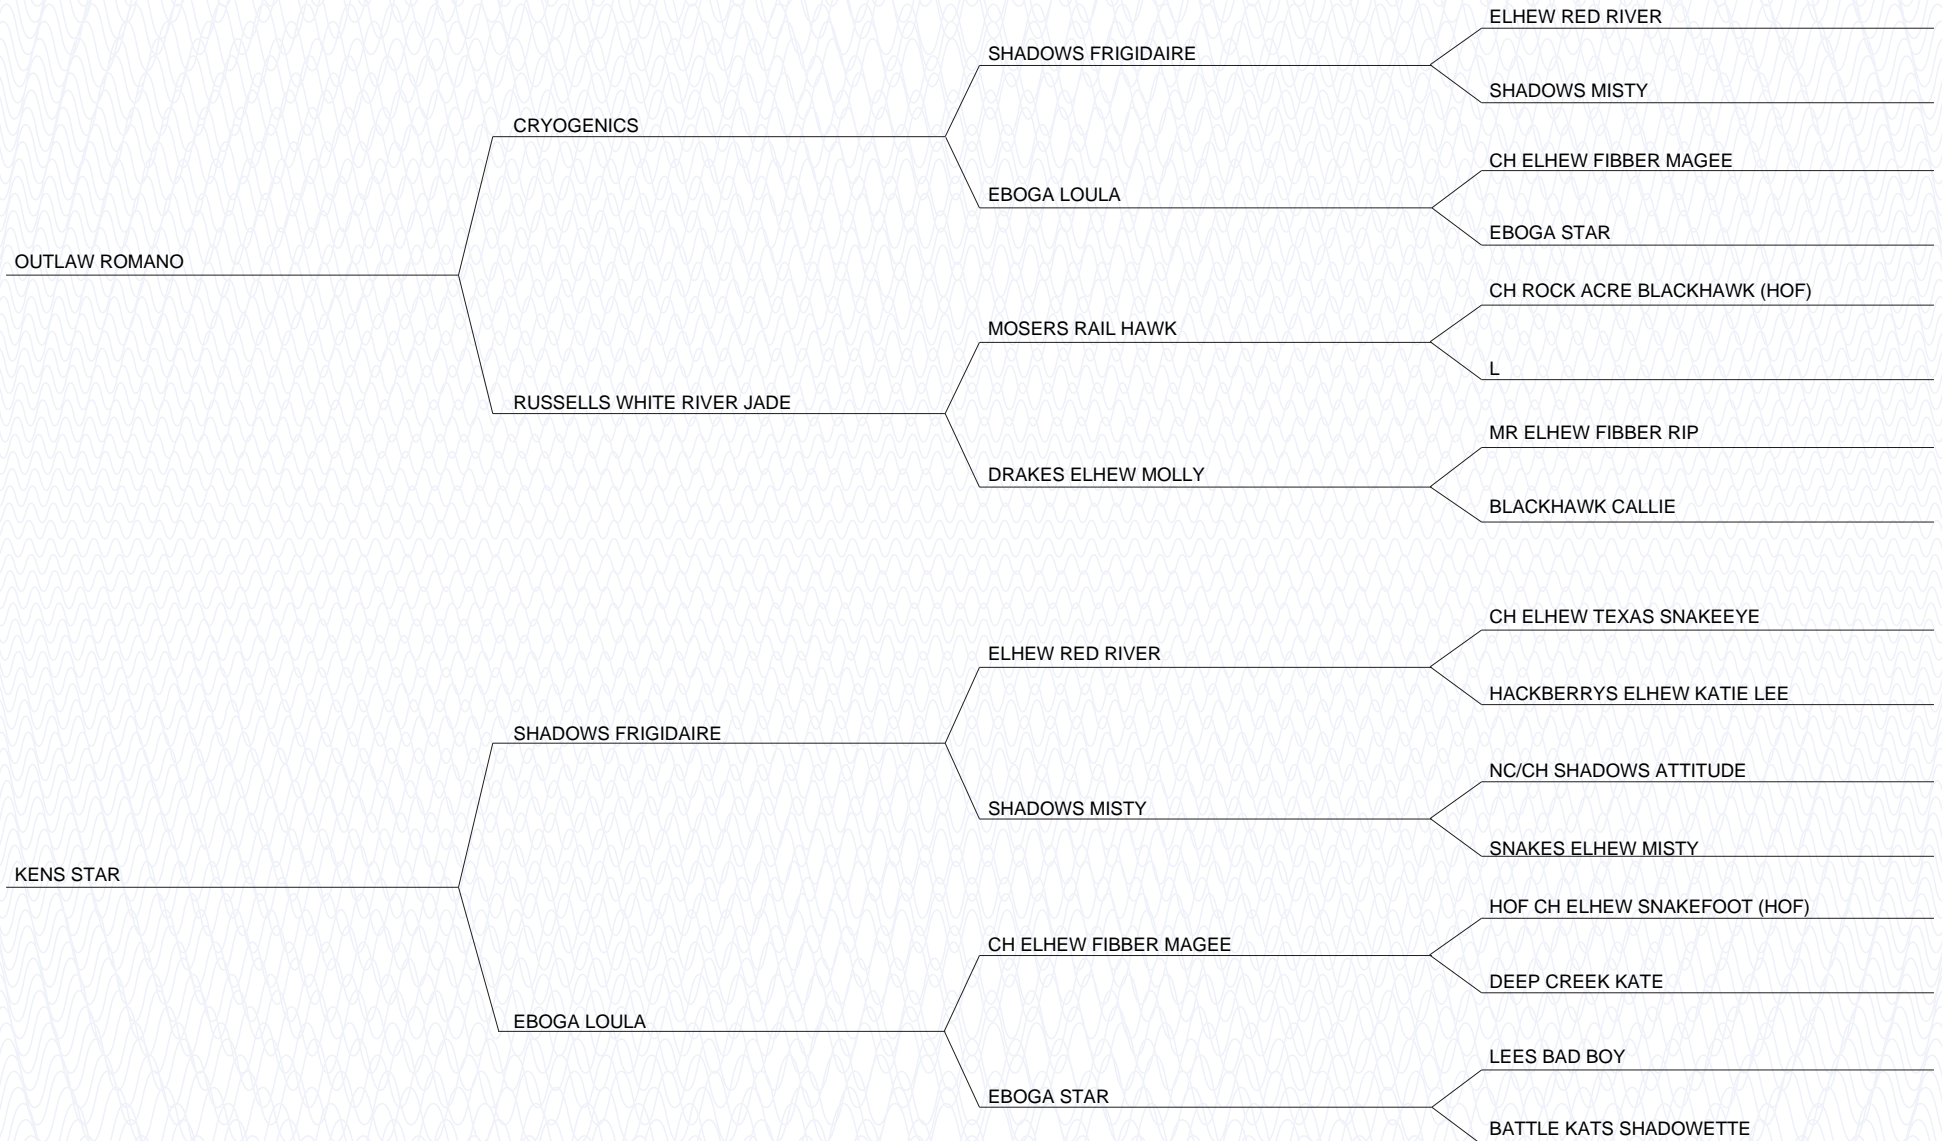 ELHEW RED RIVER
SHADOWS FRIGIDAIRE
SHADOWS MISTY
CRYOGENICS
CH ELHEW FIBBER MAGEE
EBOGA LOULA
EBOGA STAR
OUTLAW ROMANO
CH ROCK ACRE BLACKHAWK (HOF)
MOSERS RAIL HAWK
L
RUSSELLS WHITE RIVER JADE
MR ELHEW FIBBER RIP
DRAKES ELHEW MOLLY
BLACKHAWK CALLIE
CH ELHEW TEXAS SNAKEEYE
ELHEW RED RIVER
HACKBERRYS ELHEW KATIE LEE
SHADOWS FRIGIDAIRE
NC/CH SHADOWS ATTITUDE
SHADOWS MISTY
SNAKES ELHEW MISTY
KENS STAR
HOF CH ELHEW SNAKEFOOT (HOF)
CH ELHEW FIBBER MAGEE
DEEP CREEK KATE
EBOGA LOULA
LEES BAD BOY
EBOGA STAR
BATTLE KATS SHADOWETTE